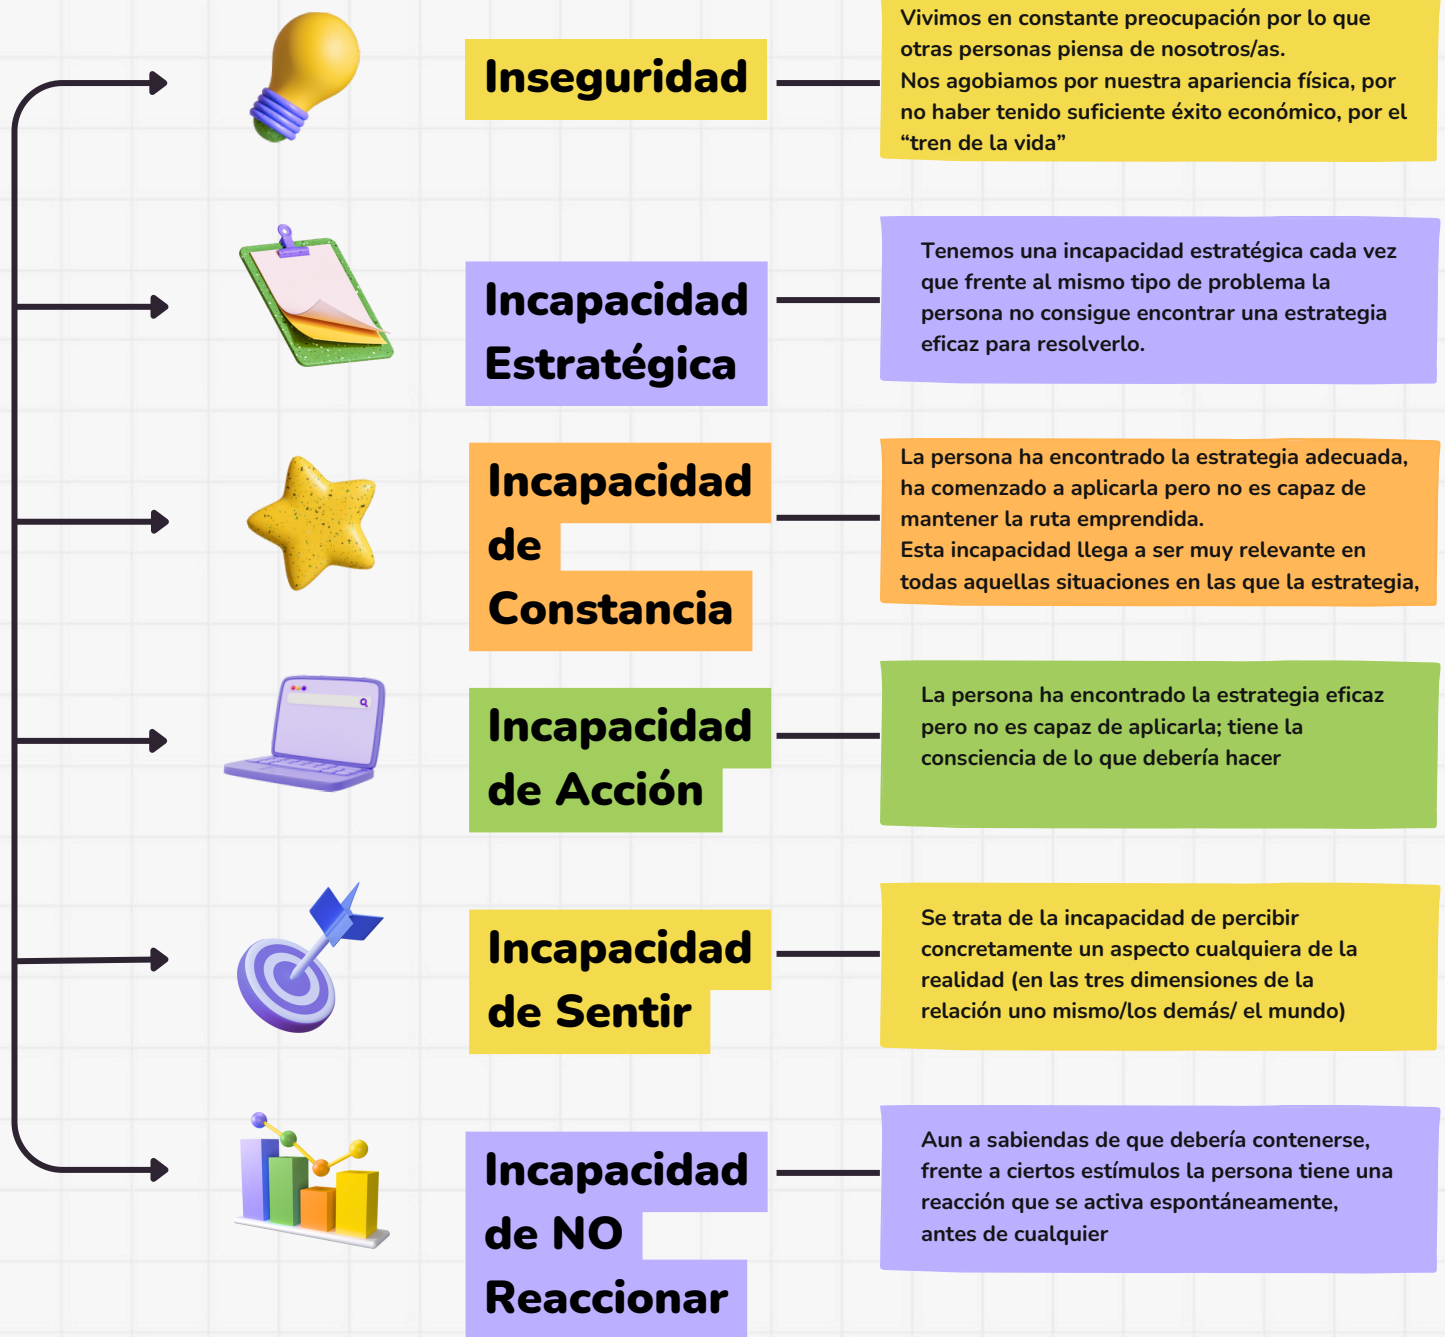 Inseguridad
Vivimos en constante preocupación por lo que
otras personas piensa de nosotros/as.
Nos agobiamos por nuestra apariencia física, por
no haber tenido suficiente éxito económico, por el
“tren de la vida”
Incapacidad
Estratégica
Tenemos una incapacidad estratégica cada vez
que frente al mismo tipo de problema la
persona no consigue encontrar una estrategia
eficaz para resolverlo.
Incapacidad
de
Constancia
La persona ha encontrado la estrategia adecuada,
ha comenzado a aplicarla pero no es capaz de
mantener la ruta emprendida.
Esta incapacidad llega a ser muy relevante en
todas aquellas situaciones en las que la estrategia,
Incapacidad
de Acción
La persona ha encontrado la estrategia eficaz
pero no es capaz de aplicarla; tiene la
consciencia de lo que debería hacer
Incapacidad
de Sentir
Se trata de la incapacidad de percibir
concretamente un aspecto cualquiera de la
realidad (en las tres dimensiones de la
relación uno mismo/los demás/ el mundo)
Incapacidad
de NO
Reaccionar
Aun a sabiendas de que debería contenerse,
frente a ciertos estímulos la persona tiene una
reacción que se activa espontáneamente,
antes de cualquier